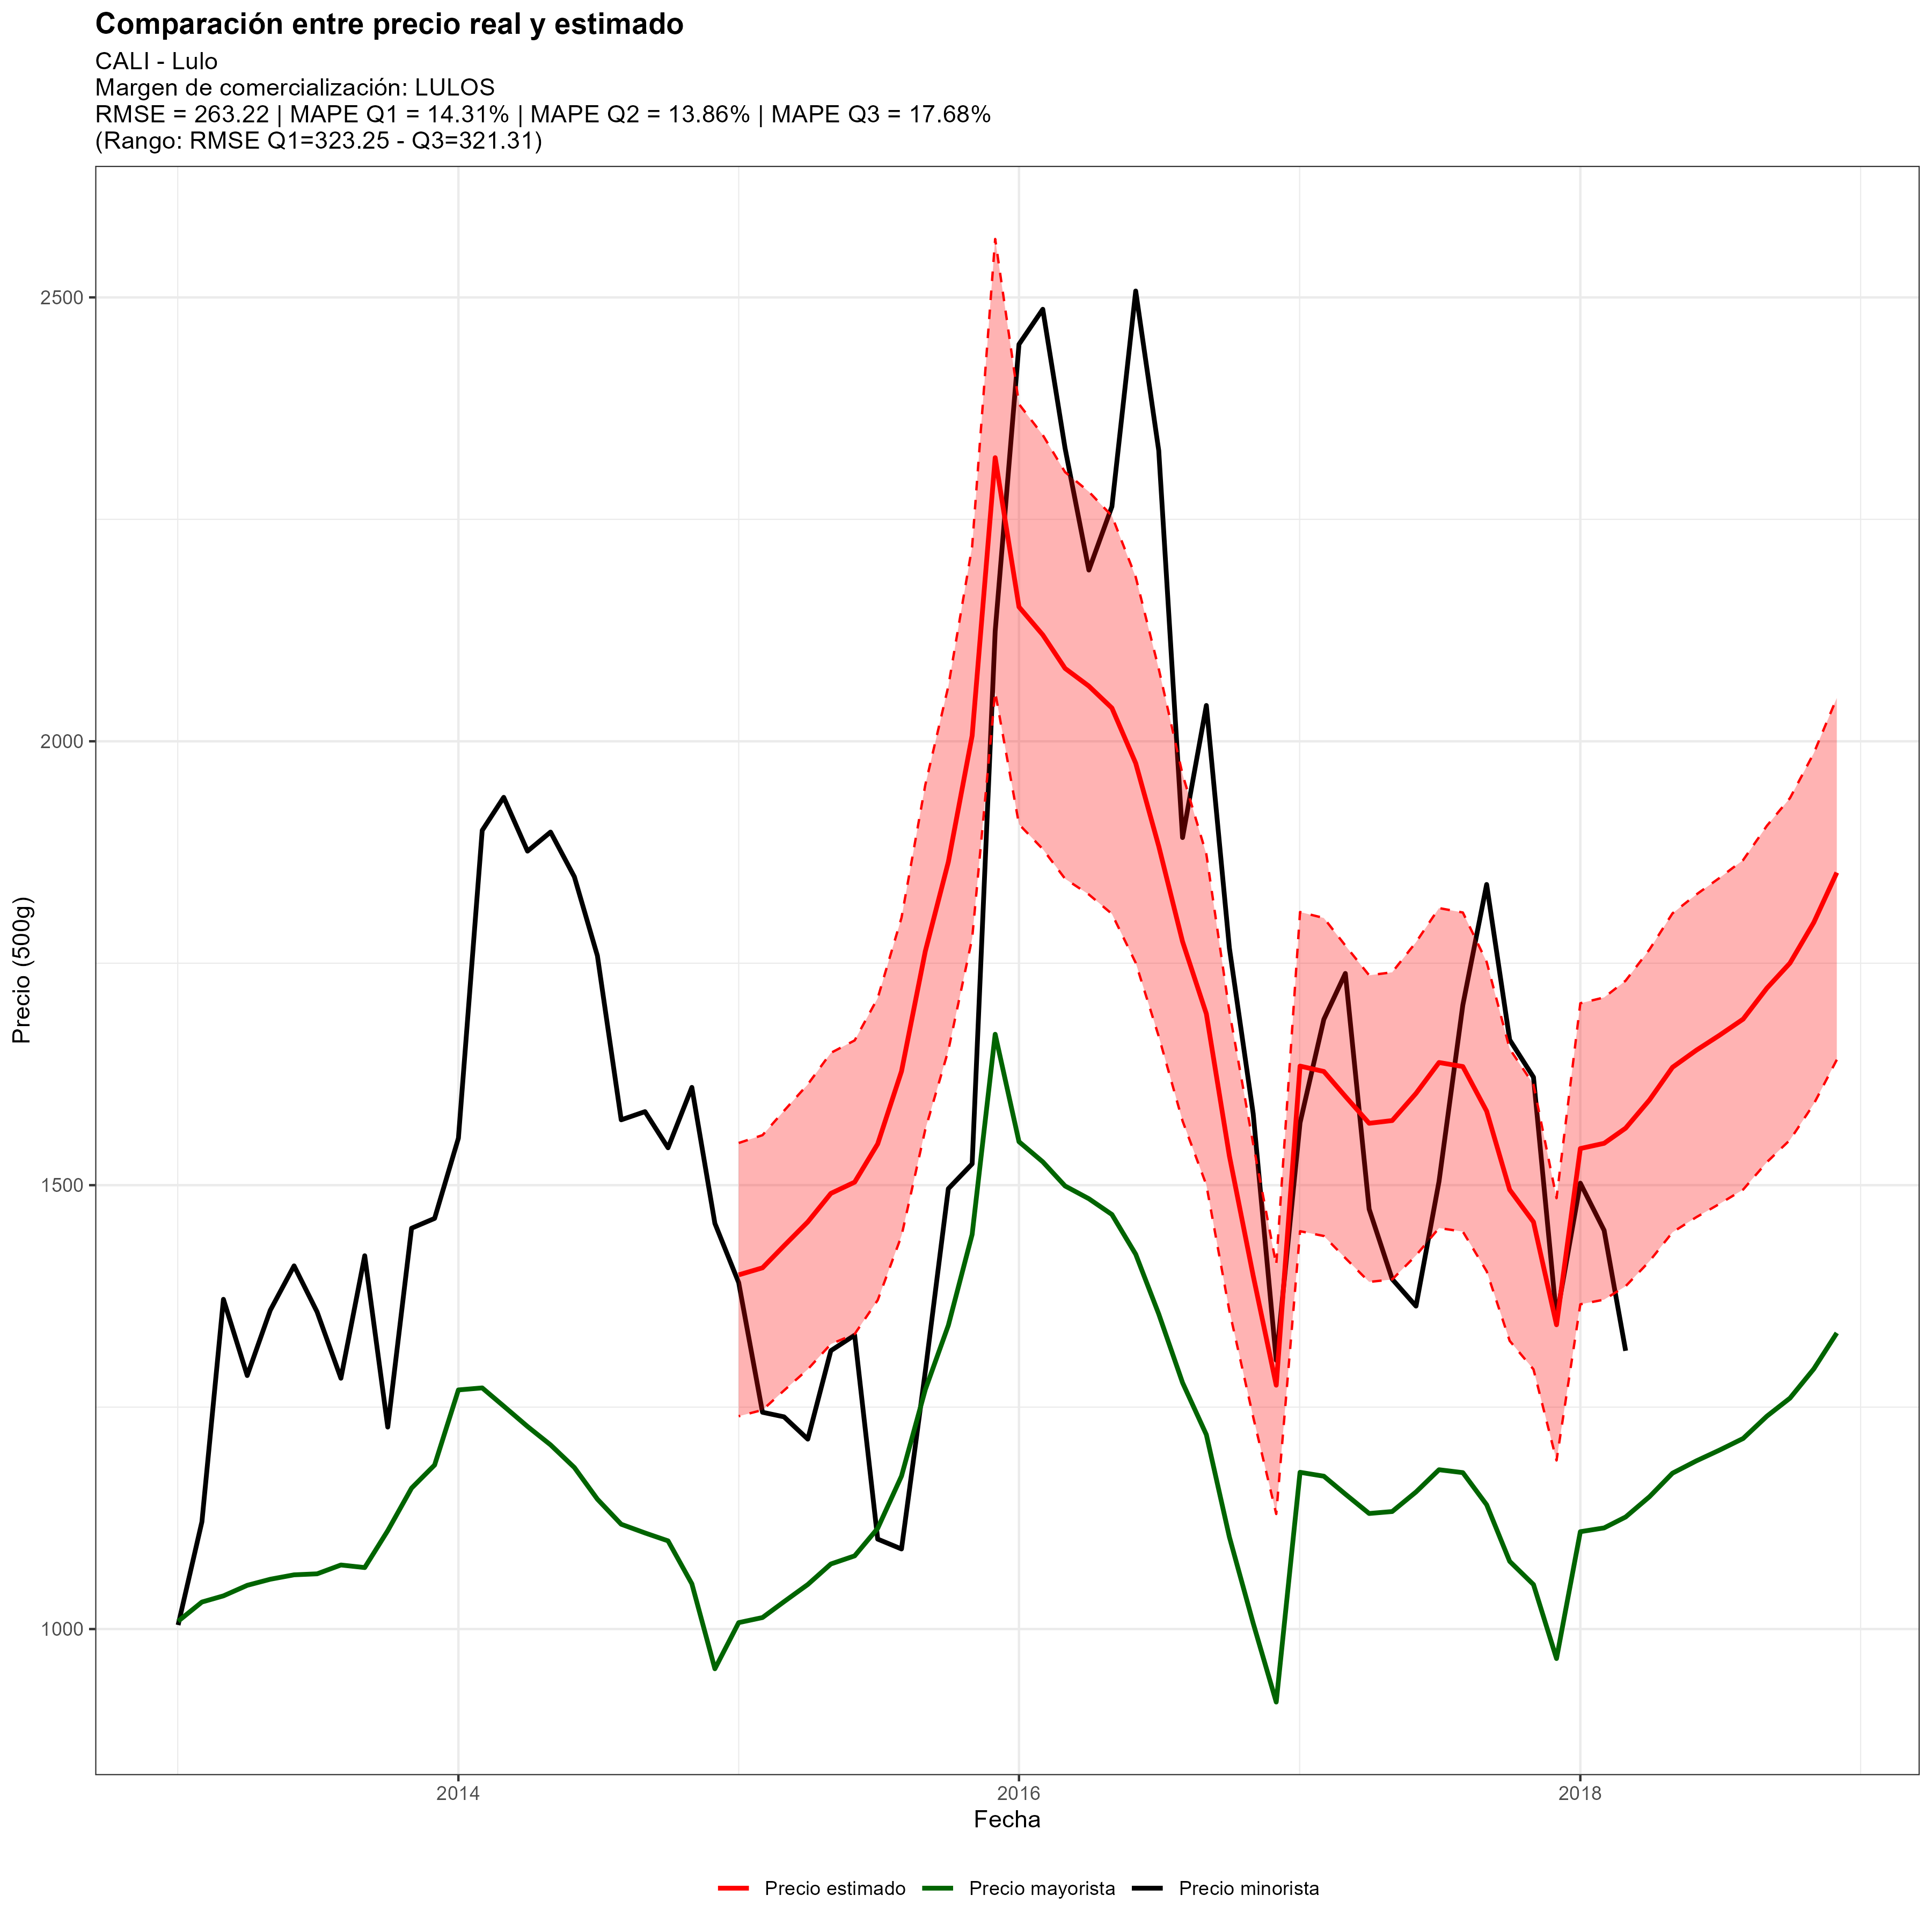 Comparación entre precio real y estimado
CALI - Lulo
Margen de comercialización: LULOS
RMSE = 263.22 | MAPE Q1 = 14.31% | MAPE Q2 = 13.86% | MAPE Q3 = 17.68%
(Rango: RMSE Q1=323.25 - Q3=321.31)
Precio (500g)
2500
2000
1500
1000
2014
2016
2018
Fecha
Precio estimado
Precio mayorista
Precio minorista